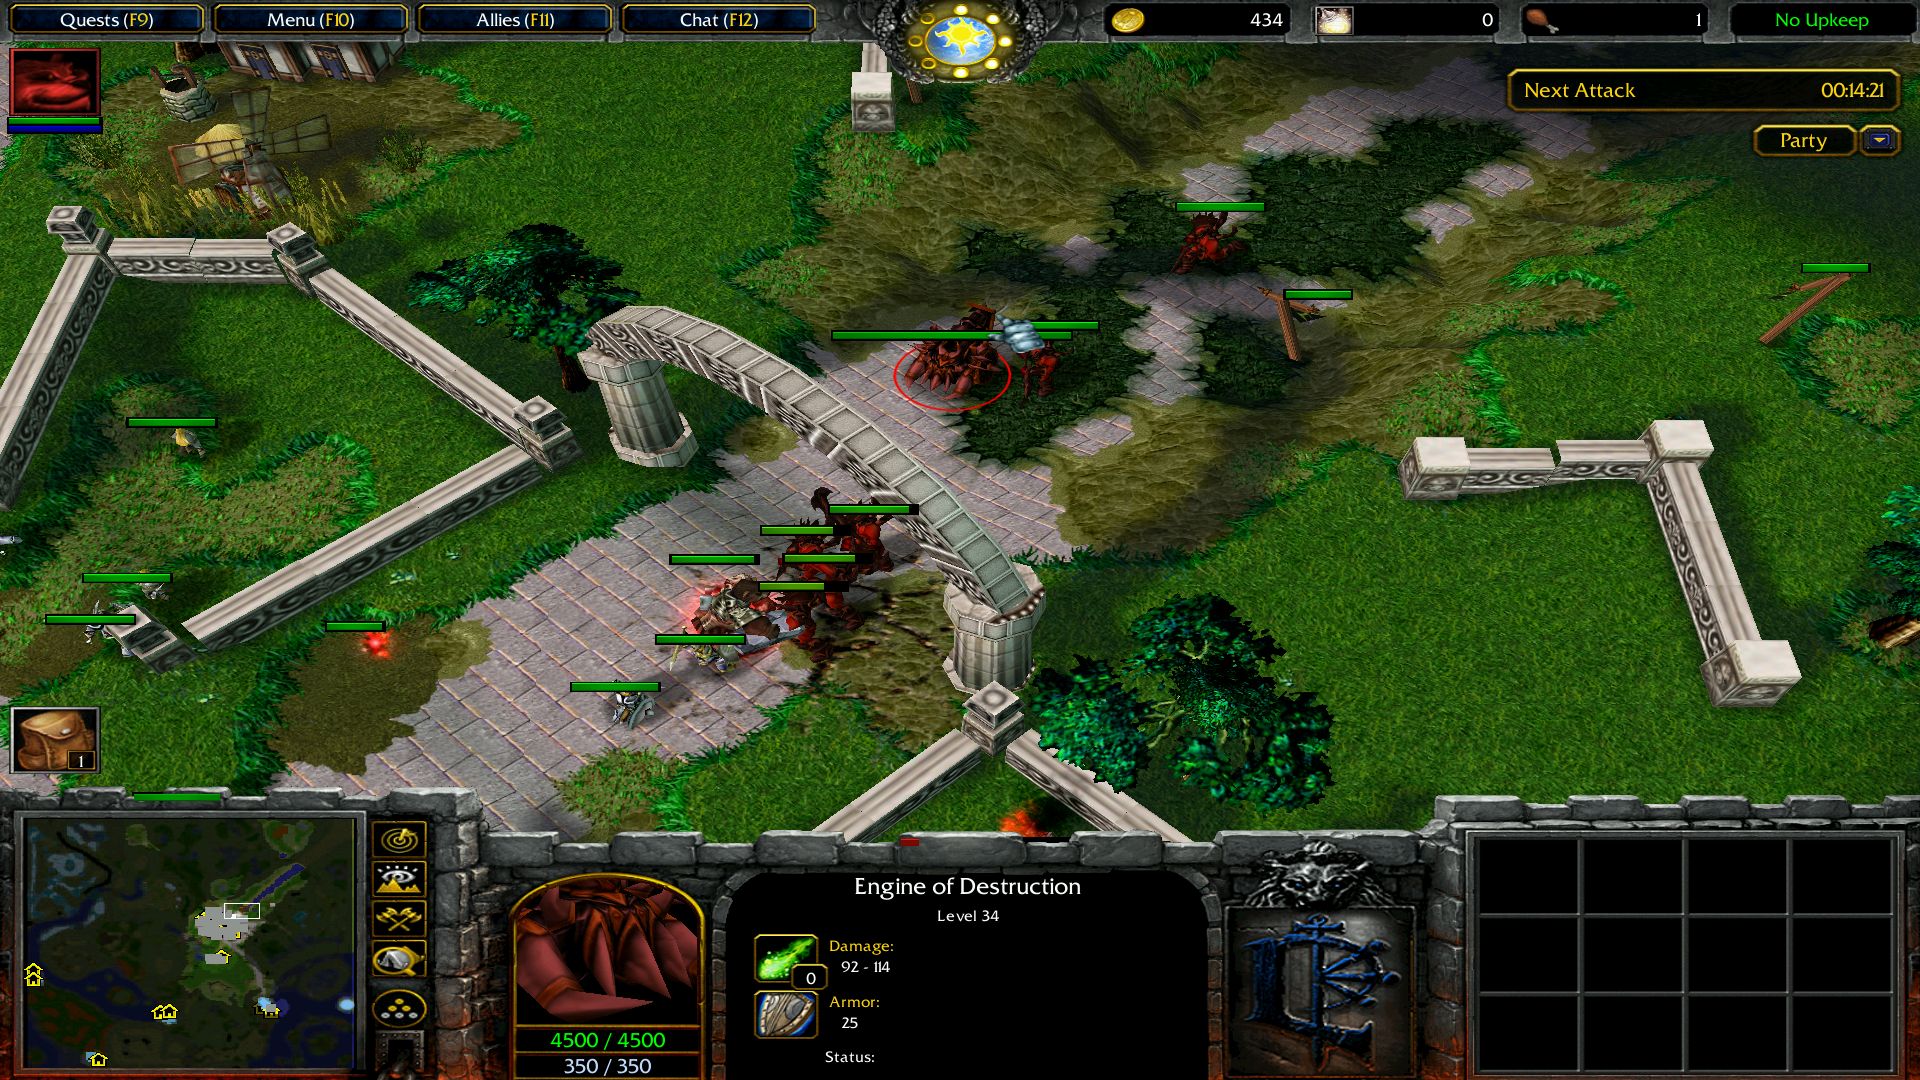 Quests (F9)
Menu (F10)
Allies (F11)
Chat (F12)
434
0
1
No Upkeep
Next Attack 00:14:21
Party
1
Engine of Destruction
Level 34
Damage:
92 - 114
0
Armor:
25
Status:
4500 / 4500
350 / 350